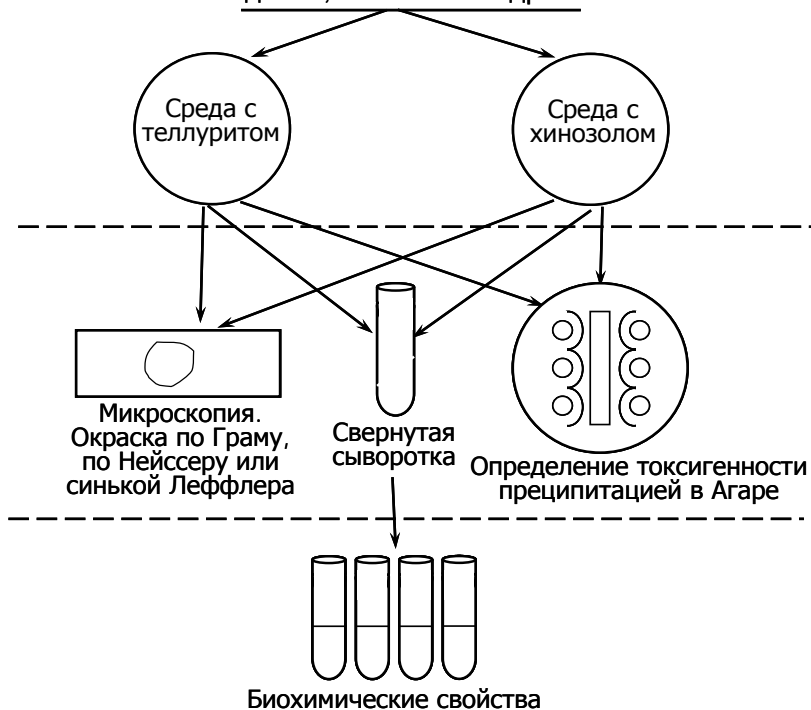 Среда с
теллуритом
Среда с
хинозолом
Микроскопия.
Окраска по Граму,
по Нейссеру или
синькой Леффлера
Свернутая
сыворотка
Определение токсигенности
преципитацией в Агаре
Биохимические свойства